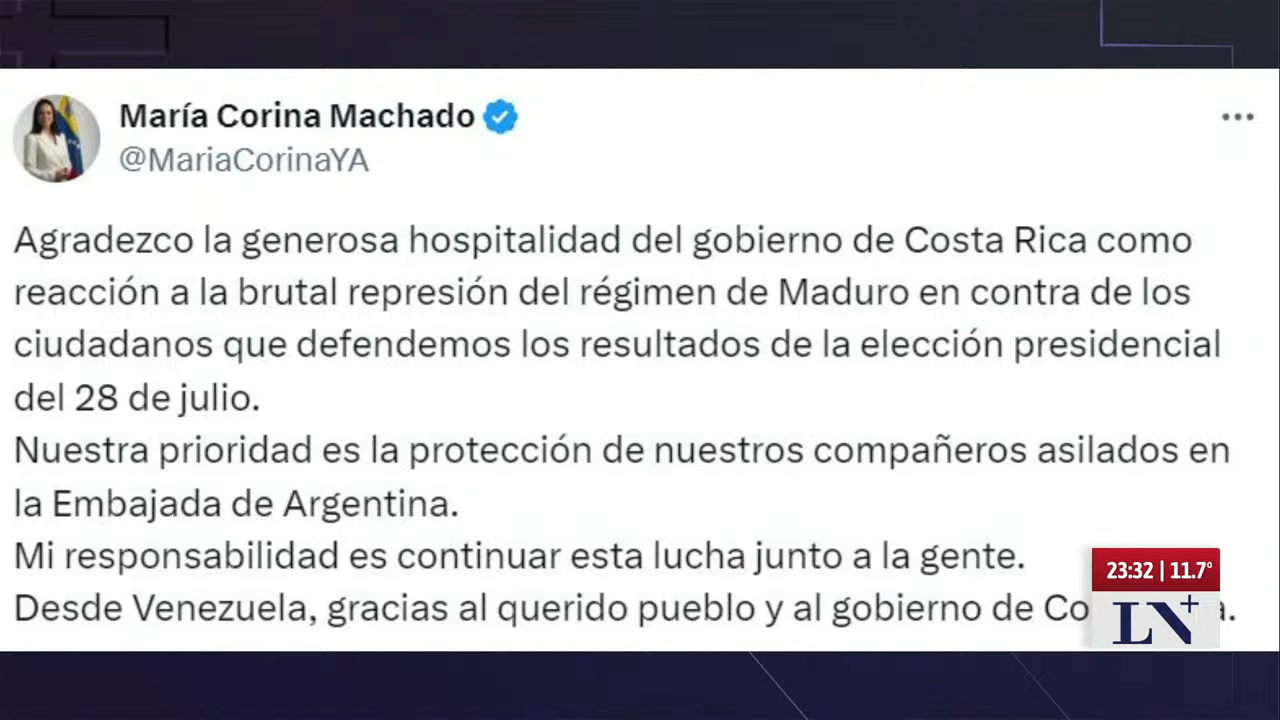 María Corina Machado
@MariaCorinaYA
Agradezco la generosa hospitalidad del gobierno de Costa Rica como
reacción a la brutal represión del régimen de Maduro en contra de los
ciudadanos que defendemos los resultados de la elección presidencial
del 28 de julio.
Nuestra prioridad es la protección de nuestros compañeros asilados en
la Embajada de Argentina.
Mi responsabilidad es continuar esta lucha junto a la gente.
Desde Venezuela, gracias al querido pueblo y al gobierno de
23:32 | 11.7°
LN+